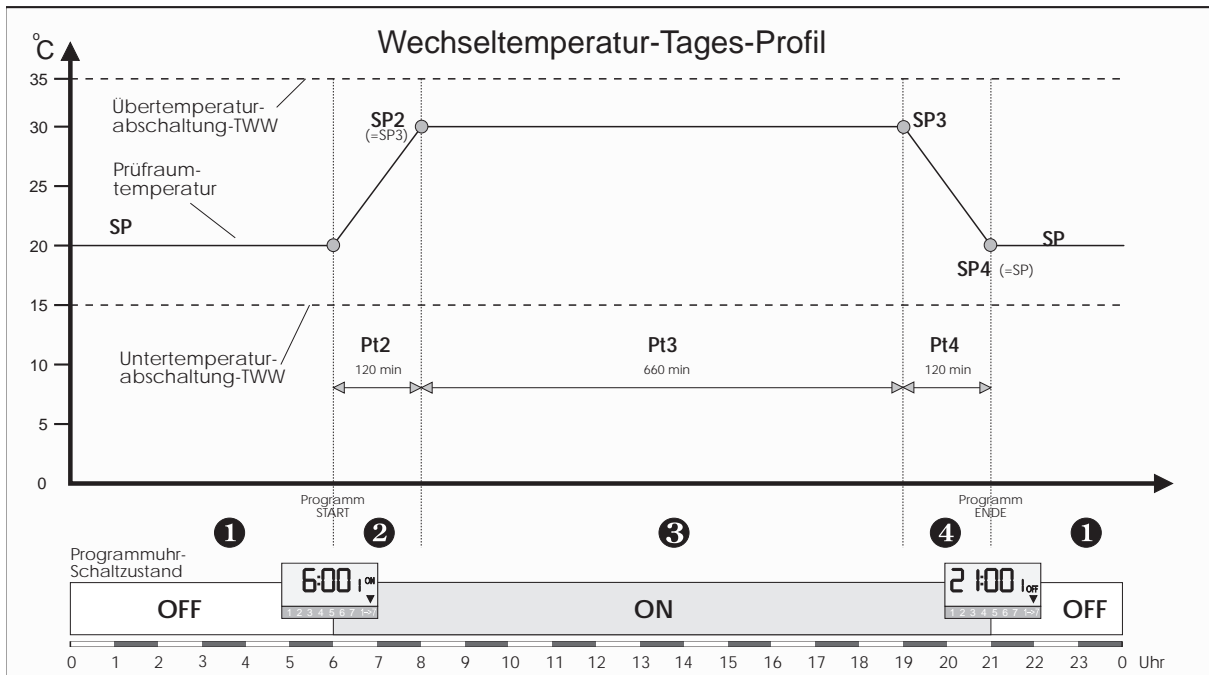 Wechseltemperatur-Tages-Profil
°C
35
Übertemperatur-
abschaltung-TWW
30
SP2
(=SP3)
SP3
Prüfraum-
temperatur
25
SP
SP
20
SP4 (=SP)
15
Untertemperatur-
abschaltung-TWW
Pt2
120 min
Pt3
660 min
Pt4
120 min
10
5
0
Programm
START
Programm
ENDE
❶ ❷ ❸ ❹ ❶
Programmuhr-
Schaltzustand
6:00 1 ON
1 2 3 4 5 6 7 1->7
21:00 1 OFF
1 2 3 4 5 6 7 1->7
OFF ON OFF
0 1 2 3 4 5 6 7 8 9 10 11 12 13 14 15 16 17 18 19 20 21 22 23 0 Uhr